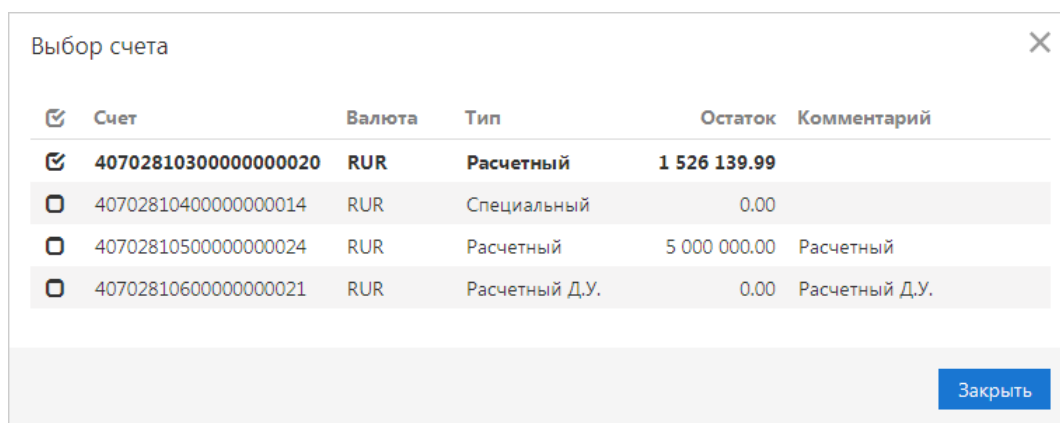 Выбор счета
Счет Валюта Тип Остаток Комментарий
40702810300000000020 RUR Расчетный 1 526 139.99
40702810400000000014 RUR Специальный 0.00
40702810500000000024 RUR Расчетный 5 000 000.00 Расчетный
40702810600000000021 RUR Расчетный Д.У. 0.00 Расчетный Д.У.
Закрыть